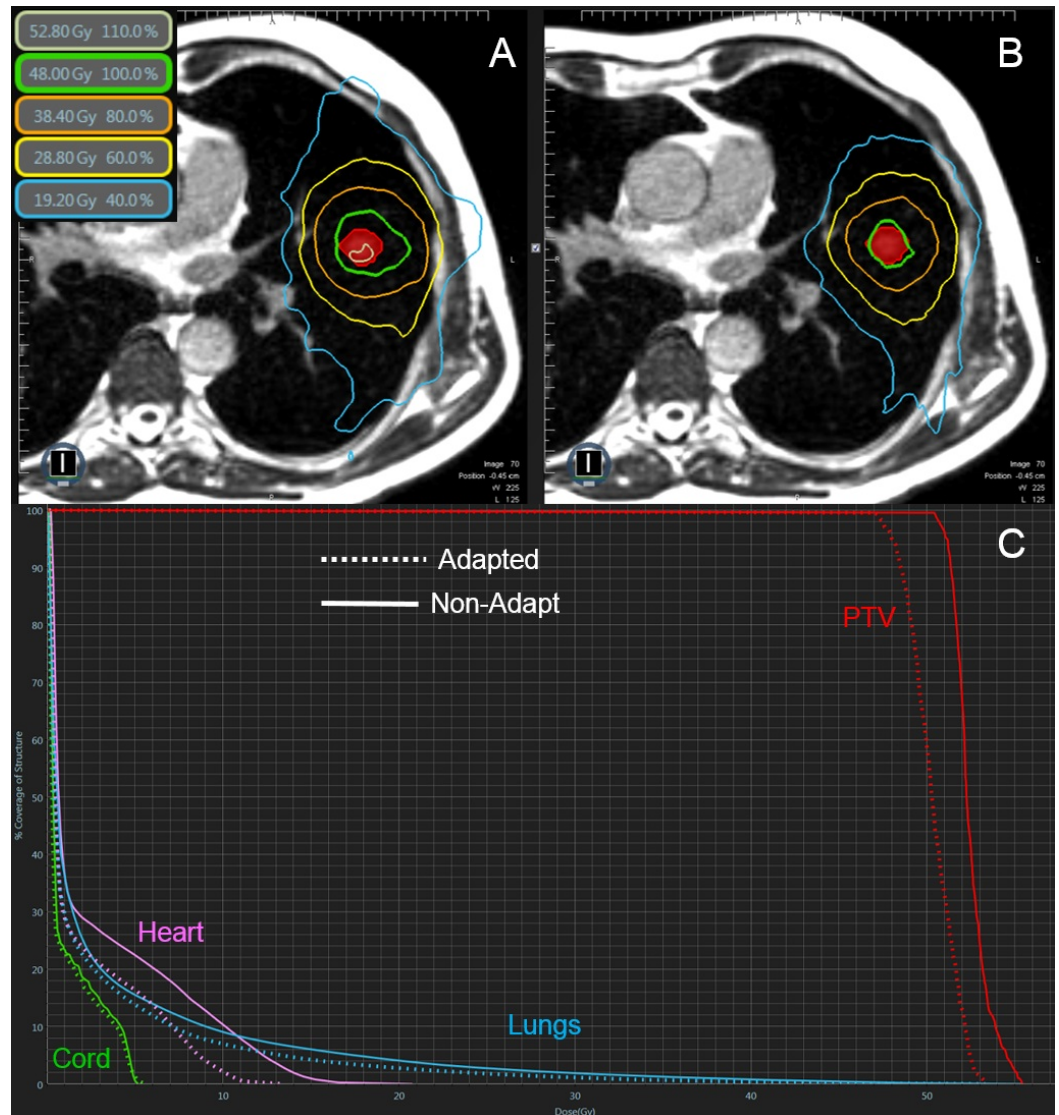 52.80 Gy 110.0 %
48.00 Gy 100.0 %
38.40 Gy 80.0 %
28.80 Gy 60.0 %
19.20 Gy 40.0 %
A
A
R
L
I
Image 70
Position -0.45 cm
W 225
L 125
B
A
R
L
I
Image 70
Position -0.45 cm
W 225
L 125
C
Adapted
Non-Adapt
PTV
Heart
Lungs
Cord
% Coverage of Structure
100
90
80
70
60
50
40
30
20
10
0
10
20
30
40
50
Dose(Gy)